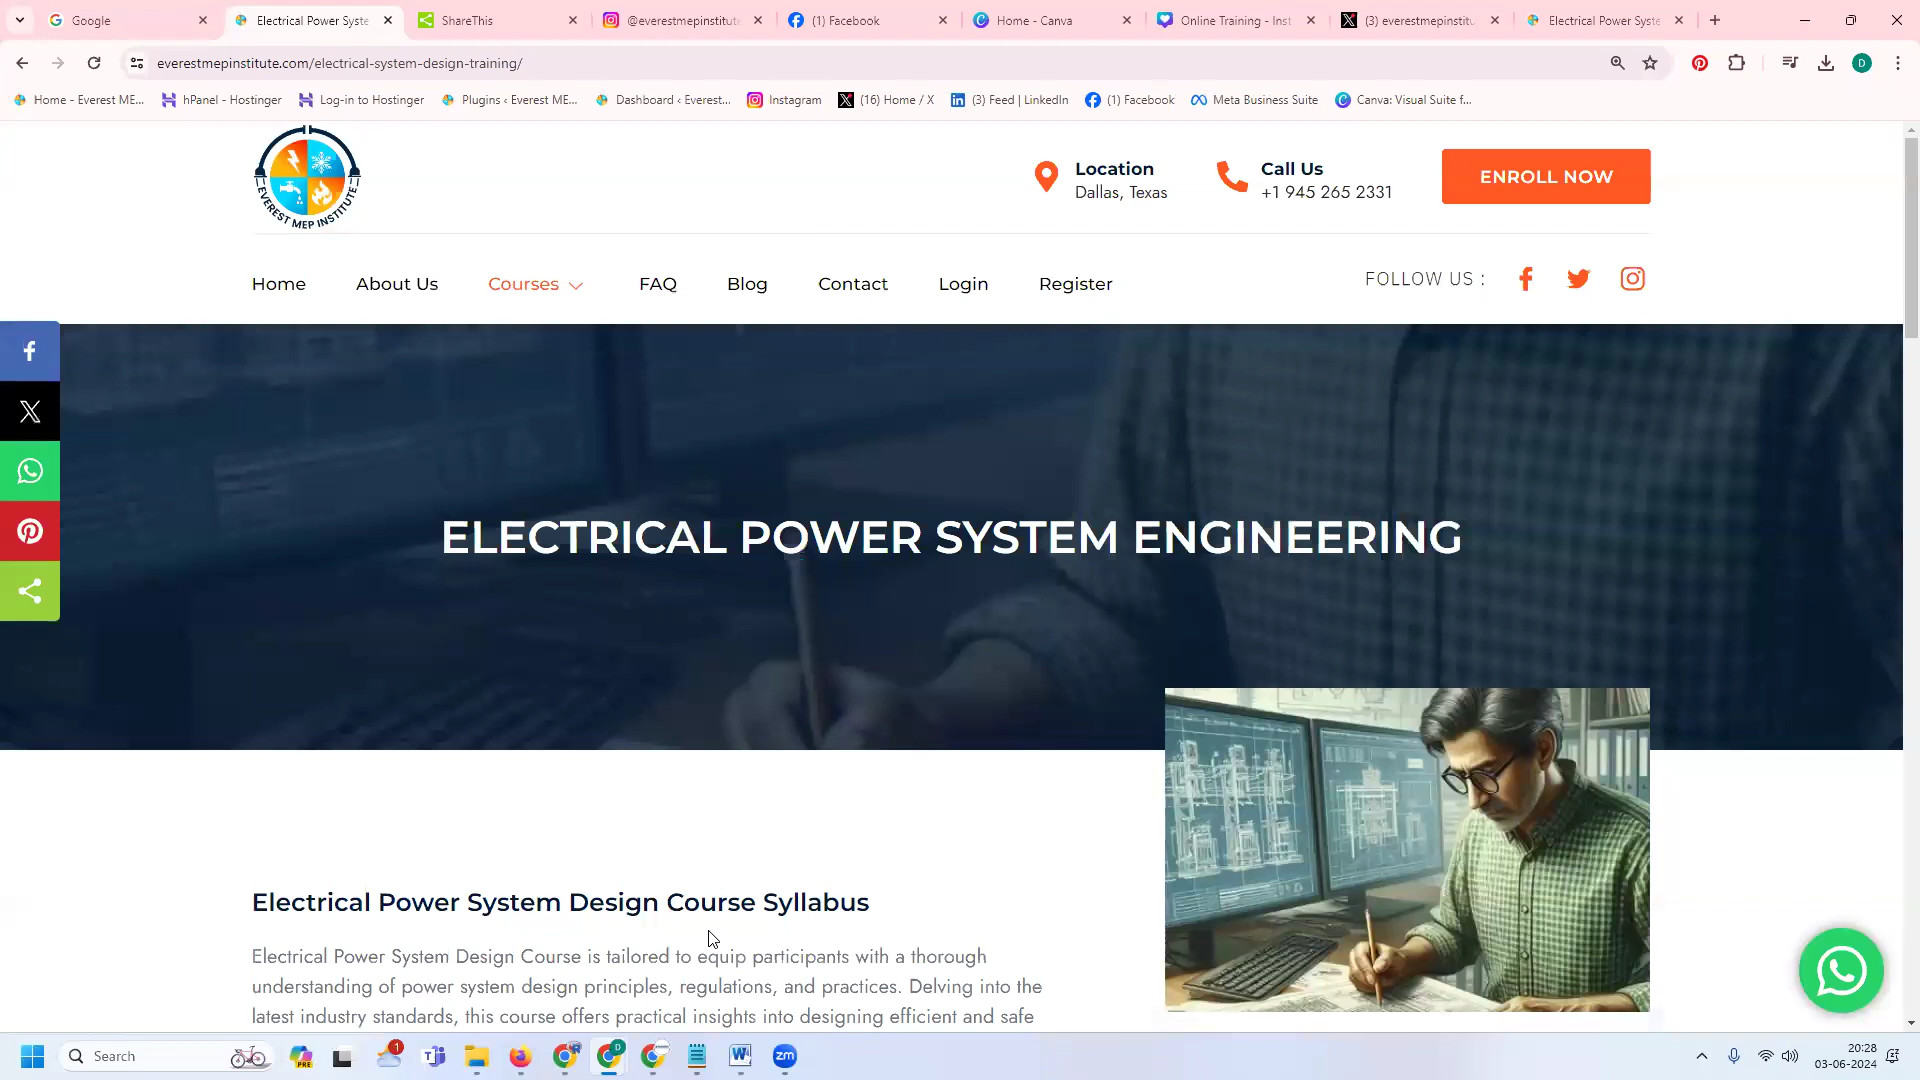 Google
Electrical Power Syste
ShareThis
@everestmepinstitute
(1) Facebook
Home - Canva
Online Training - Inst
(3) everestmepinstitu
Electrical Power Syste
everestmepinstitute.com/electrical-system-design-training/
Home - Everest ME...
hPanel - Hostinger
Log-in to Hostinger
Plugins ‹ Everest ME...
Dashboard ‹ Everest...
Instagram
(16) Home / X
(3) Feed | LinkedIn
(1) Facebook
Meta Business Suite
Canva: Visual Suite f...
EVEREST MEP INSTITUTE
Location
Dallas, Texas
Call Us
+1 945 265 2331
ENROLL NOW
Home
About Us
Courses
FAQ
Blog
Contact
Login
Register
FOLLOW US :
ELECTRICAL POWER SYSTEM ENGINEERING
Electrical Power System Design Course Syllabus
Electrical Power System Design Course is tailored to equip participants with a thorough
understanding of power system design principles, regulations, and practices. Delving into the
latest industry standards, this course offers practical insights into designing efficient and safe
Search
20:28
03-06-2024